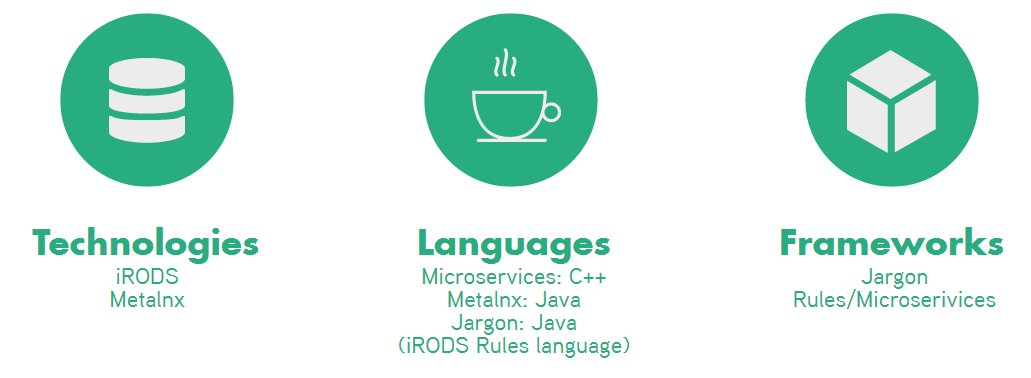 Technologies
iRODS
Metalnx
Languages
Microservices: C++
Metalnx: Java
Jargon: Java
(iRODS Rules language)
Frameworks
Jargon
Rules/Microserivices